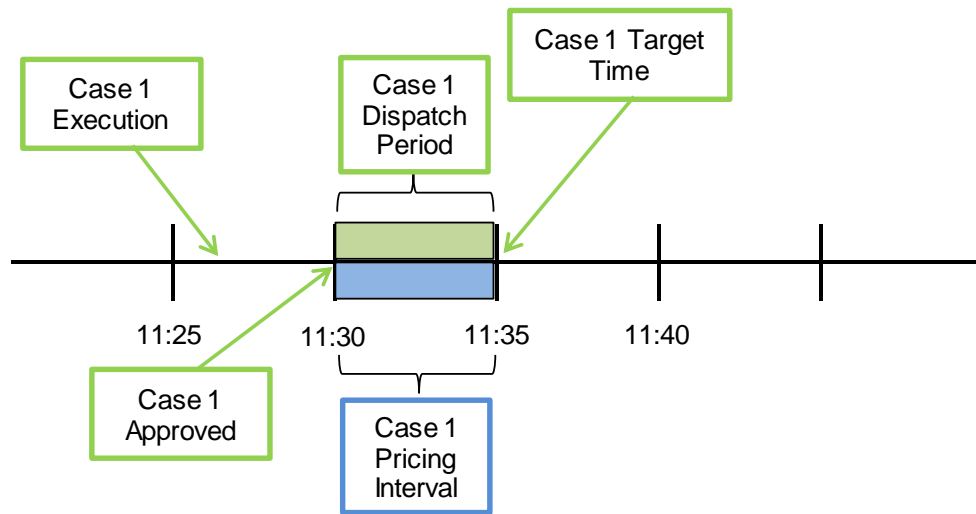 Case 1 Target
Time
Case 1
Execution
Case 1
Dispatch
Period
11:25
11:30
11:35
11:40
Case 1
Approved
Case 1
Pricing
Interval